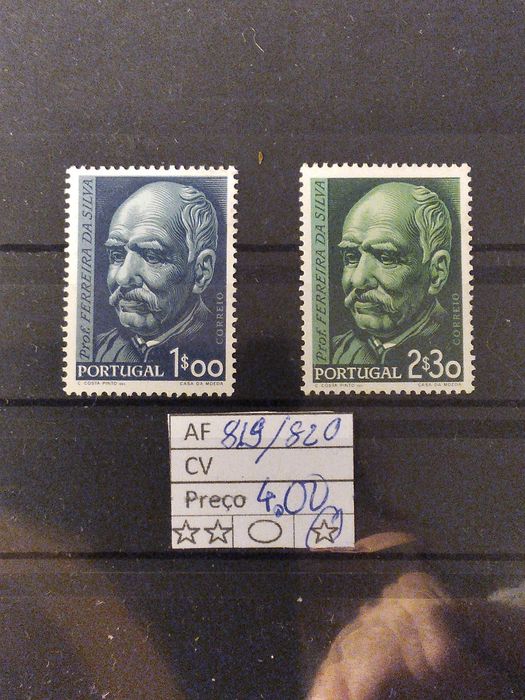 Prof. FERREIRA DA SILVA
CORREIO
1$00
PORTUGAL
C. COSTA PINTO
CASA DA MOEDA
Prof. FERREIRA DA SILVA
CORREIO
2$30
PORTUGAL
C. COSTA PINTO
CASA DA MOEDA
AF 819/820
CV
Preço 4,00